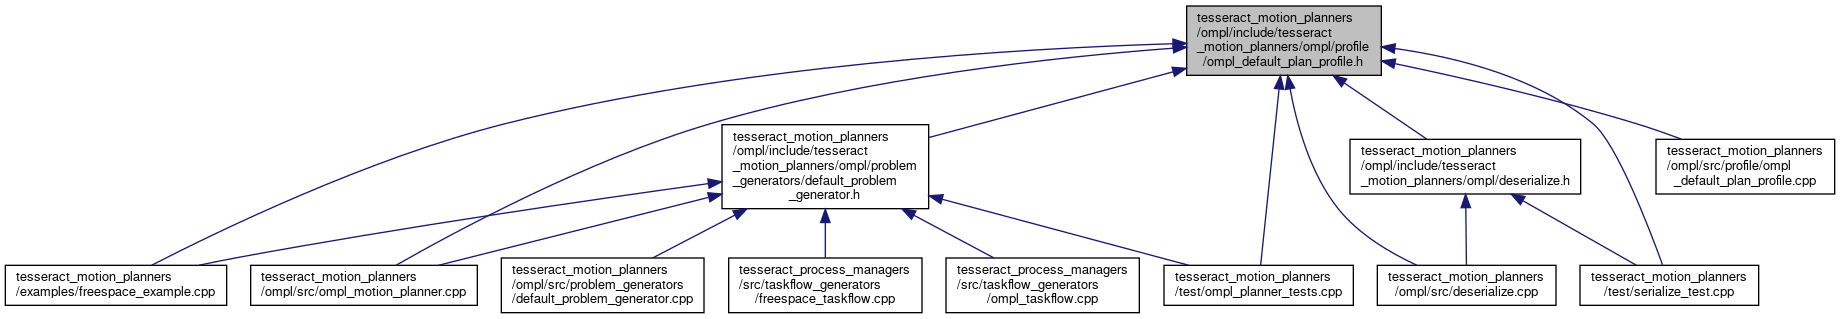 tesseract_motion_planners
/ompl/include/tesseract
_motion_planners/ompl/profile
/ompl_default_plan_profile.h
tesseract_motion_planners
/ompl/include/tesseract
_motion_planners/ompl/problem
_generators/default_problem
_generator.h
tesseract_motion_planners
/ompl/include/tesseract
_motion_planners/ompl/deserialize.h
tesseract_motion_planners
/ompl/src/profile/ompl
_default_plan_profile.cpp
tesseract_motion_planners
/examples/freespace_example.cpp
tesseract_motion_planners
/ompl/src/ompl_motion_planner.cpp
tesseract_motion_planners
/ompl/src/problem_generators
/default_problem_generator.cpp
tesseract_process_managers
/src/taskflow_generators
/freespace_taskflow.cpp
tesseract_process_managers
/src/taskflow_generators
/ompl_taskflow.cpp
tesseract_motion_planners
/test/ompl_planner_tests.cpp
tesseract_motion_planners
/ompl/src/deserialize.cpp
tesseract_motion_planners
/test/serialize_test.cpp